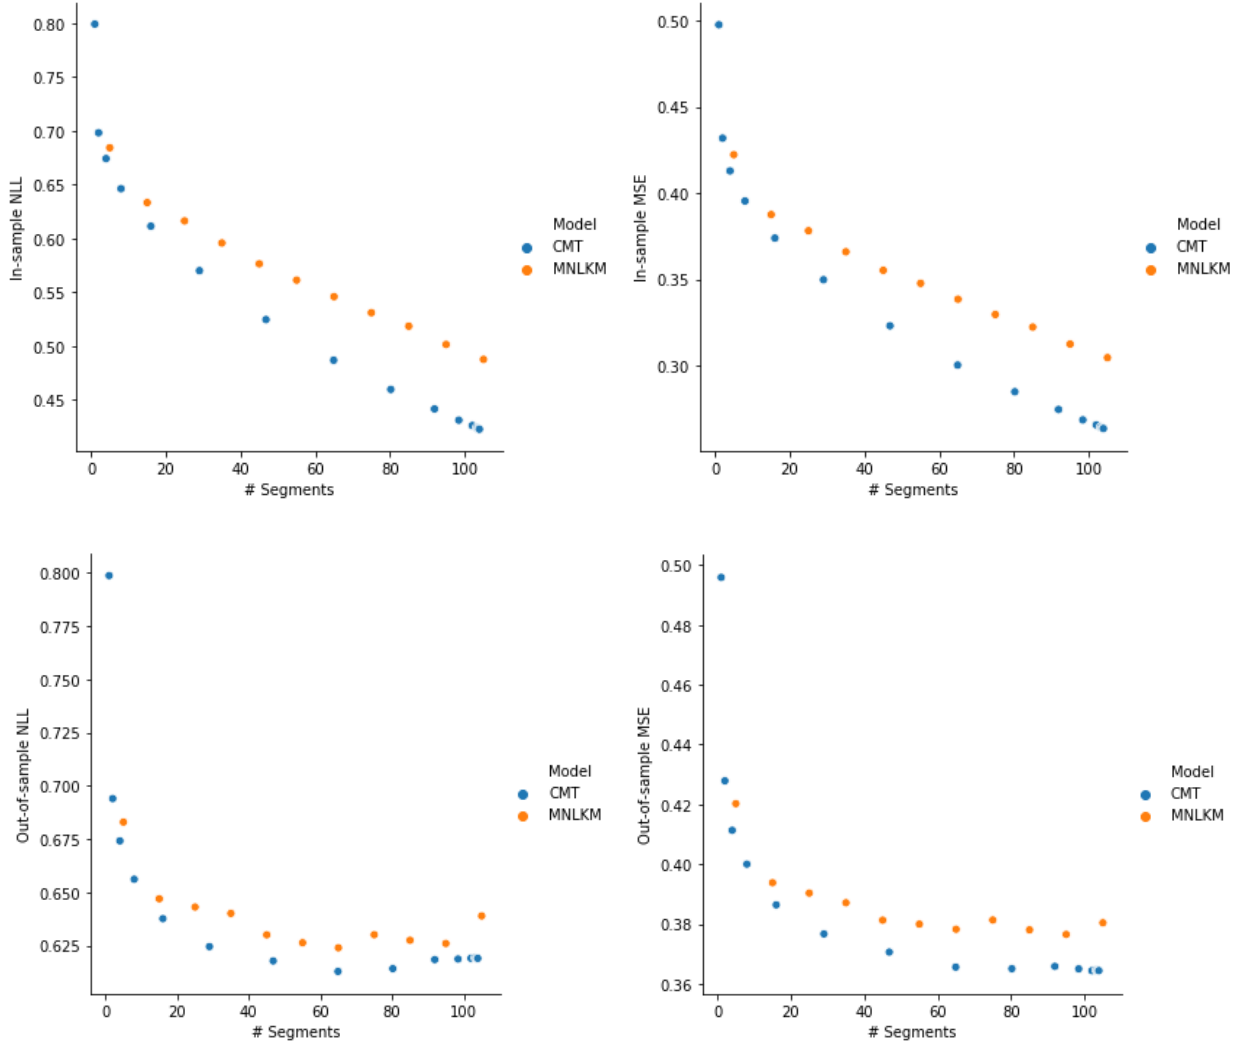 0.80
0.75
0.70
0.65
0.60
0.55
0.50
0.45
In-sample NLL
0 20 40 60 80 100
# Segments
Model
CMT
MNLKM
0.50
0.45
0.40
0.35
0.30
In-sample MSE
0 20 40 60 80 100
# Segments
Model
CMT
MNLKM
0.800
0.775
0.750
0.725
0.700
0.675
0.650
0.625
Out-of-sample NLL
0 20 40 60 80 100
# Segments
Model
CMT
MNLKM
0.50
0.48
0.46
0.44
0.42
0.40
0.38
0.36
Out-of-sample MSE
0 20 40 60 80 100
# Segments
Model
CMT
MNLKM